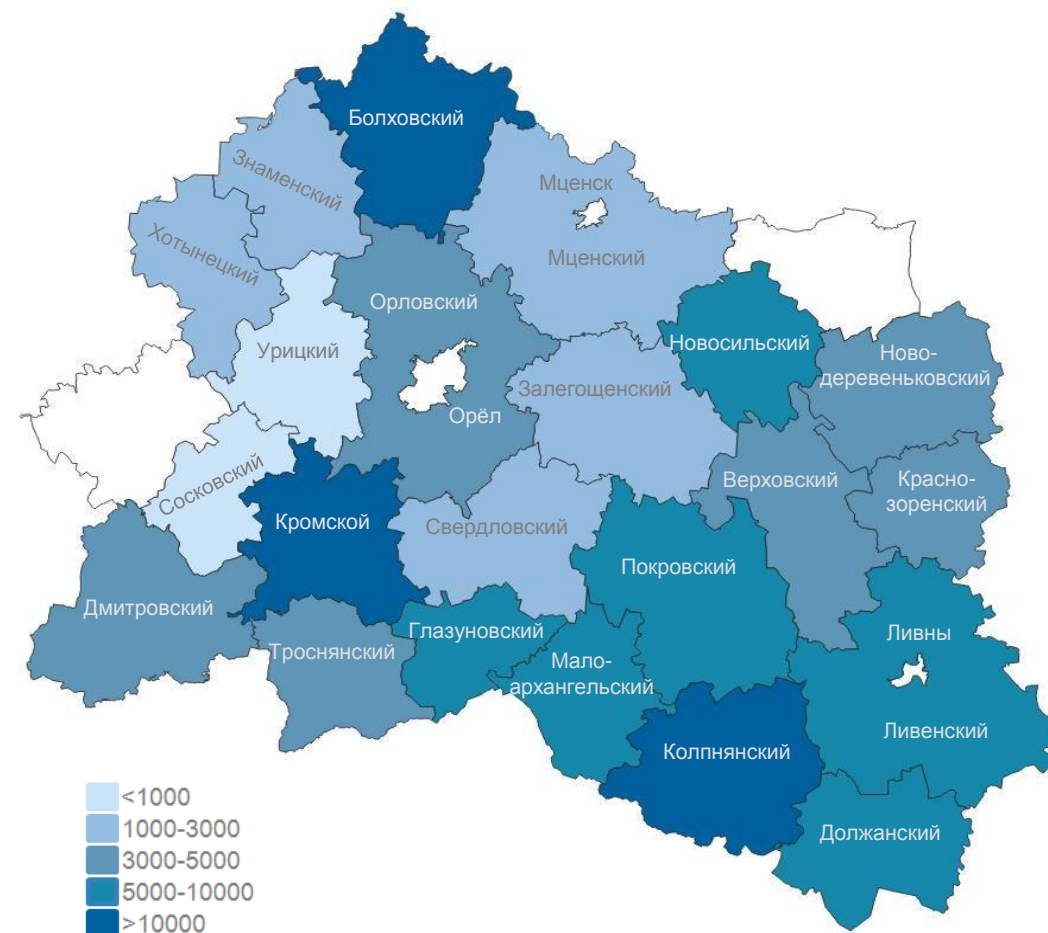 Болховский
Знаменский
Мценск
Хотынецкий
Мценский
Орловский
Урицкий
Новосильский
Ново-
деревеньковский
Залегощенский
Орёл
Сосковский
Верховский
Красно-
зоренский
Кромской
Свердловский
Покровский
Дмитровский
Глазуновский
Ливны
Троснянский
Мало-
архангельский
Ливенский
Колпнянский
Должанский
<1000
1000-3000
3000-5000
5000-10000
>10000